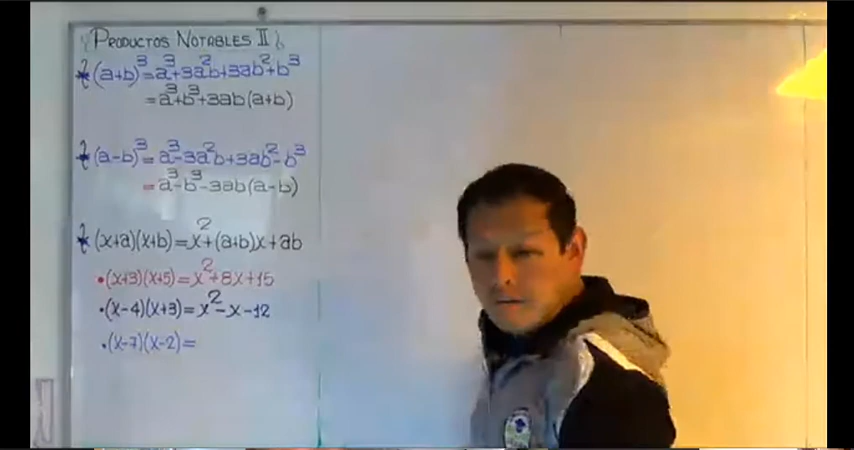 PRODUCTOS NOTABLES II
(a+b)³=a³+3a²b+3ab²+b³
=a³+b³+3ab(a+b)
(a-b)³=a³-3a²b+3ab²-b³
=a³-b³-3ab(a-b)
(x+a)(x+b)=x²+(a+b)x+ab
•(x+3)(x+5)=x²+8x+15
•(x-4)(x+3)=x²-x-12
•(x-7)(x-2)=